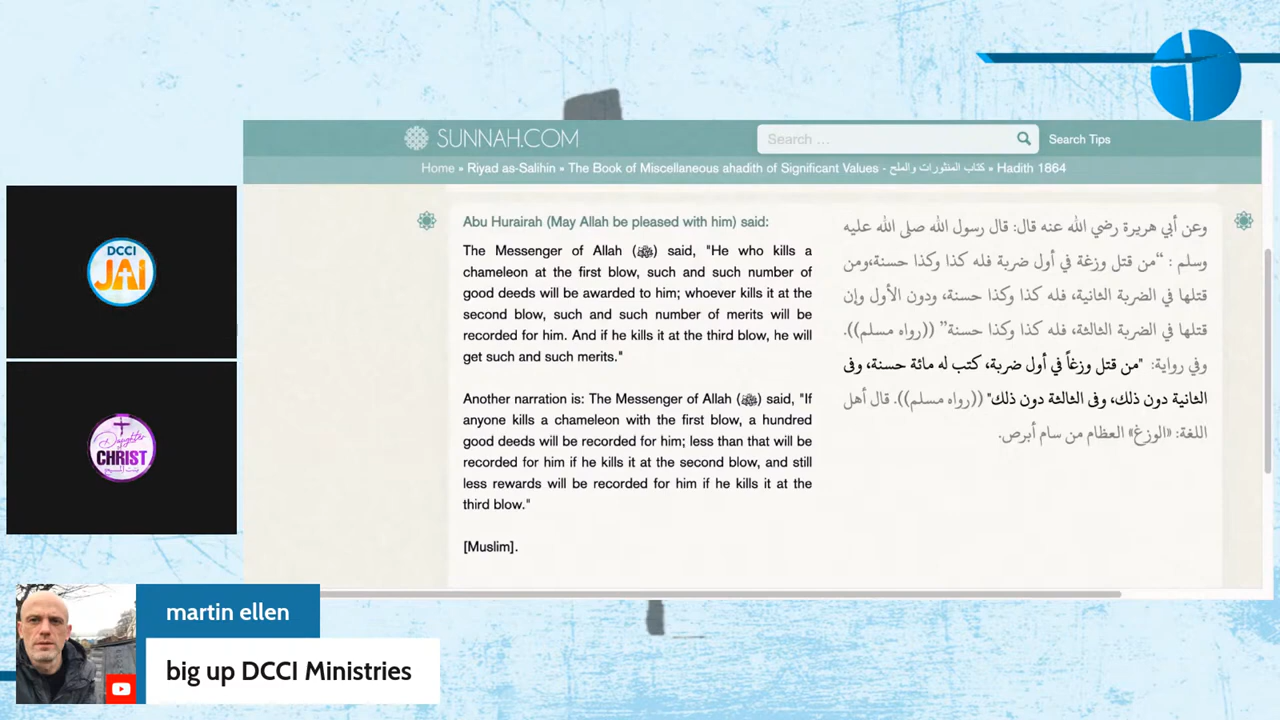 SUNNAH.COM
Search ...
Search Tips
Home » Riyad as-Salihin » The Book of Miscellaneous ahadith of Significant Values - كتاب المنثورات والملح » Hadith 1864
Abu Hurairah (May Allah be pleased with him) said:
The Messenger of Allah (ﷺ) said, "He who kills a
chameleon at the first blow, such and such number of
good deeds will be awarded to him; whoever kills it at the
second blow, such and such number of merits will be
recorded for him. And if he kills it at the third blow, he will
get such and such merits."
Another narration is: The Messenger of Allah (ﷺ) said, "If
anyone kills a chameleon with the first blow, a hundred
good deeds will be recorded for him; less than that will be
recorded for him if he kills it at the second blow, and still
less rewards will be recorded for him if he kills it at the
third blow."
[Muslim].
وعن أبي هريرة رضي الله عنه قال: قال رسول الله صلى الله عليه
وسلم : “من قتل وزغة في أول ضربة فله كذا وكذا حسنة،ومن
قتلها في الضربة الثانية، فله كذا وكذا حسنة، ودون الأول وإن
قتلها في الضربة الثالثة، فله كذا وكذا حسنة” ((رواه مسلم)).
وفي رواية: "من قتل وزغاً في أول ضربة، كتب له مائة حسنة، وفى
الثانية دون ذلك، وفى الثالثة دون ذلك" ((رواه مسلم)). قال أهل
اللغة: «الوزغ» العظام من سام أبرص.
DCCI
JAI
Daughter
CHRIST
martin ellen
big up DCCI Ministries